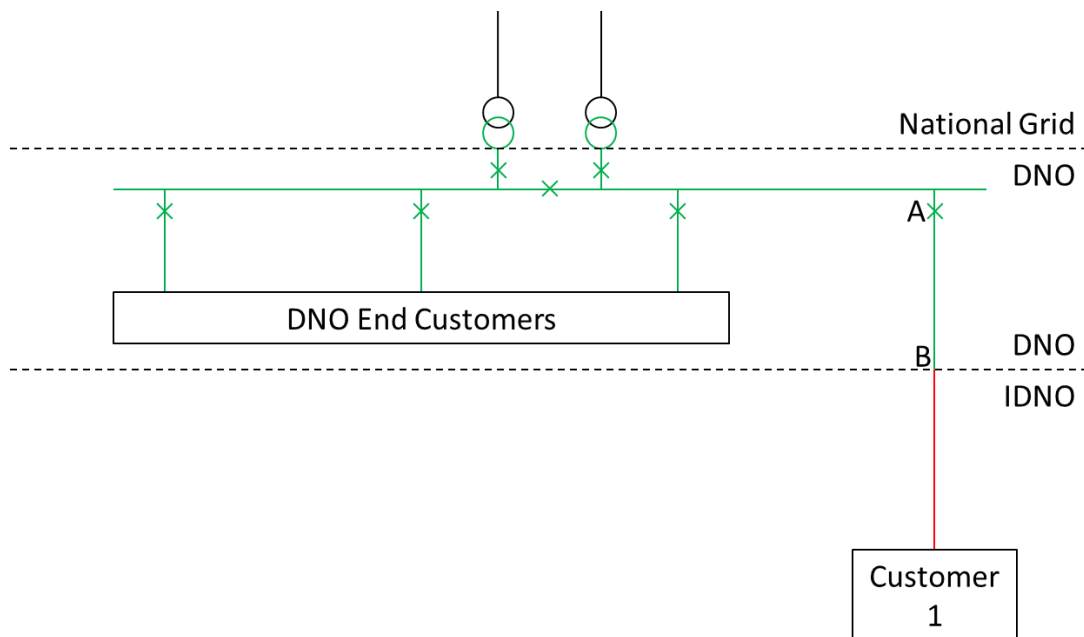 National Grid
DNO
A
DNO End Customers
DNO
B
IDNO
Customer
1